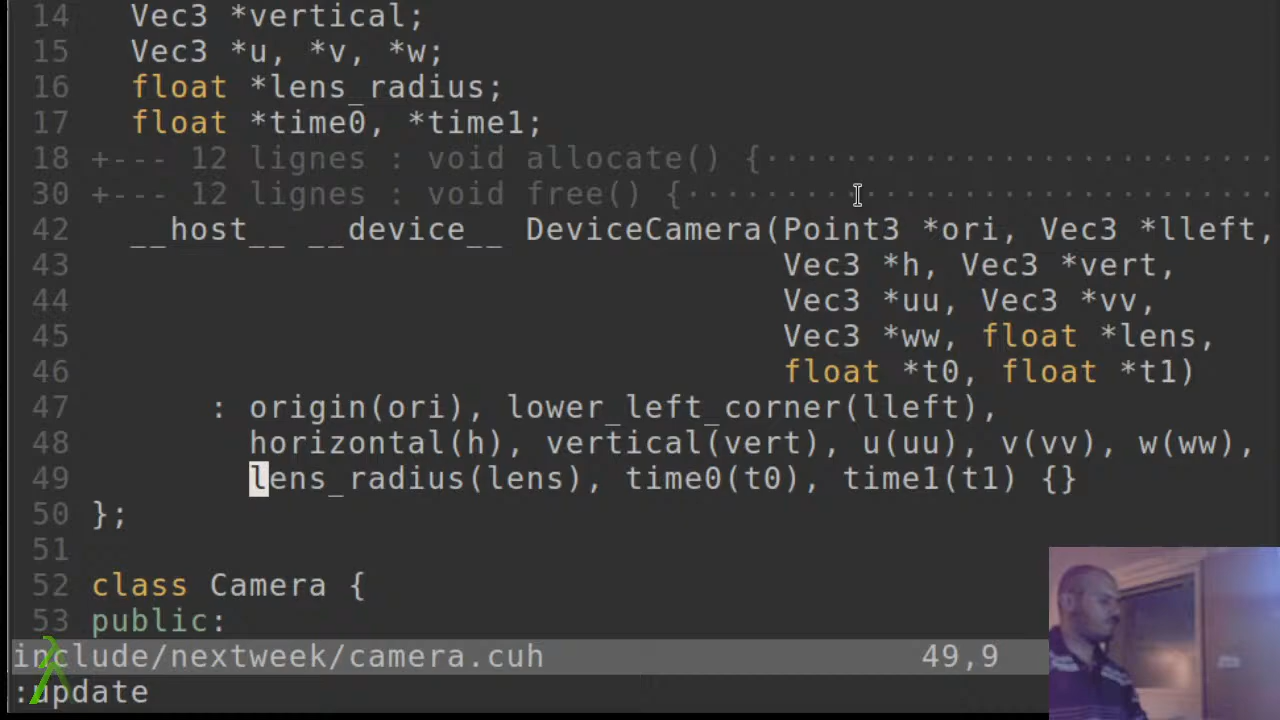 14 Vec3 *vertical;
15 Vec3 *u, *v, *w;
16 float *lens_radius;
17 float *time0, *time1;
18 +--- 12 lignes : void allocate() {····························
30 +--- 12 lignes : void free() {································
42 __host__ __device__ DeviceCamera(Point3 *ori, Vec3 *lleft,
43 Vec3 *h, Vec3 *vert,
44 Vec3 *uu, Vec3 *vv,
45 Vec3 *ww, float *lens,
46 float *t0, float *t1)
47 : origin(ori), lower_left_corner(lleft),
48 horizontal(h), vertical(vert), u(uu), v(vv), w(ww),
49 lens_radius(lens), time0(t0), time1(t1) {}
50 };
51
52 class Camera {
53 public:
include/nextweek/camera.cuh 49,9
:update